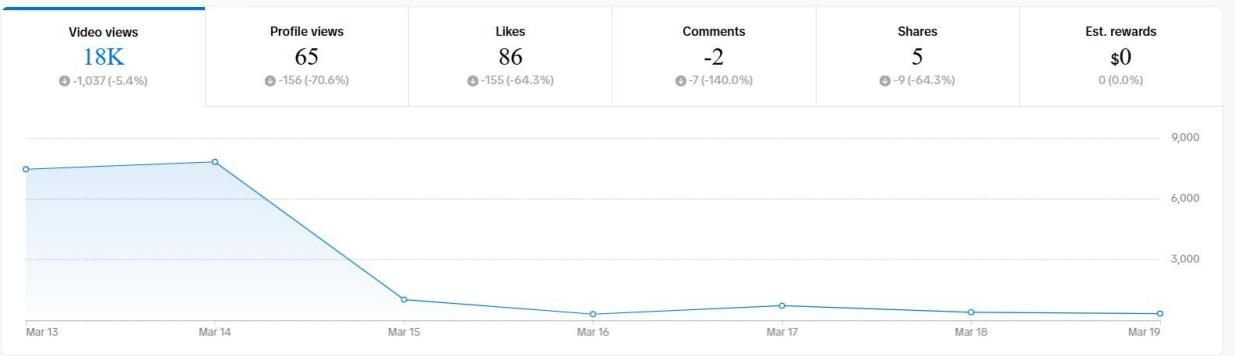 Video views
18K
-1,037 (-5.4%)
Profile views
65
-156 (-70.6%)
Likes
86
-155 (-64.3%)
Comments
-2
-7 (-140.0%)
Shares
5
-9 (-64.3%)
Est. rewards
$0
0 (0.0%)
9,000
6,000
3,000
Mar 13
Mar 14
Mar 15
Mar 16
Mar 17
Mar 18
Mar 19